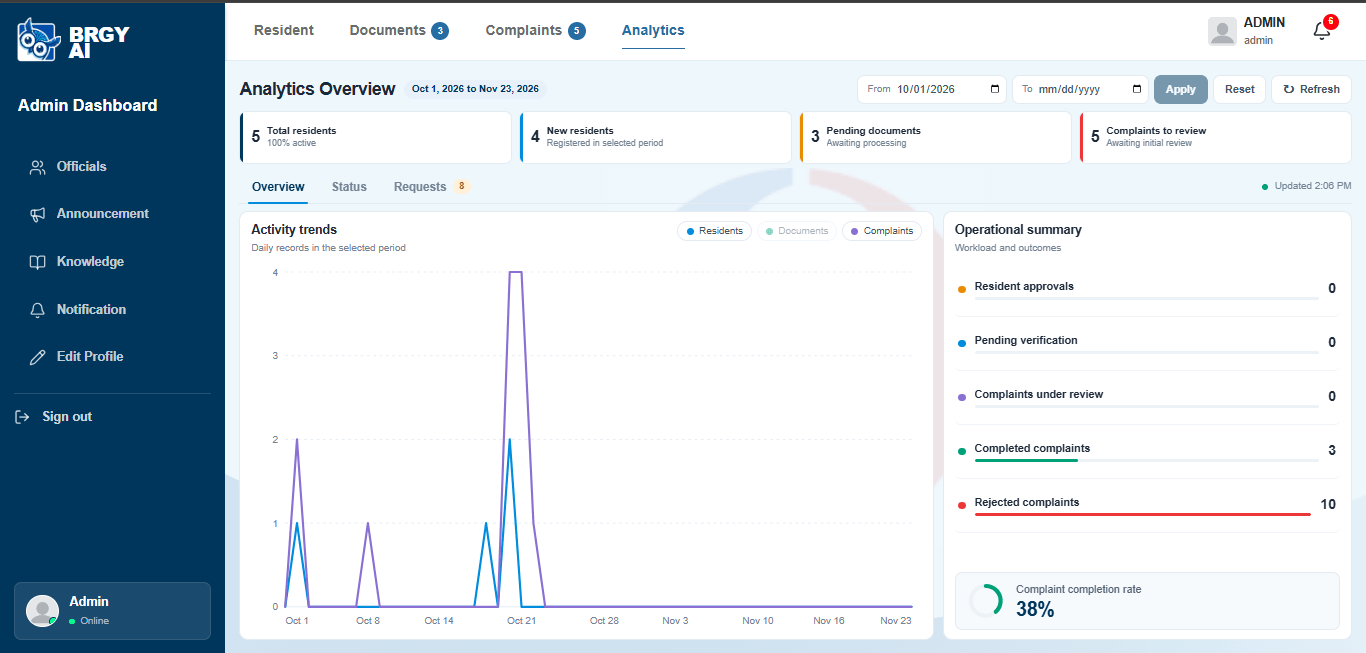 BRGY
AI
Admin Dashboard
Officials
Announcement
Knowledge
Notification
Edit Profile
Sign out
Admin
Online
Resident
Documents 3
Complaints 5
Analytics
ADMIN
admin
6
Analytics Overview
Oct 1, 2026 to Nov 23, 2026
From 10/01/2026
To mm/dd/yyyy
Apply
Reset
Refresh
5
Total residents
100% active
4
New residents
Registered in selected period
3
Pending documents
Awaiting processing
5
Complaints to review
Awaiting initial review
Overview
Status
Requests 8
Updated 2:06 PM
Activity trends
Daily records in the selected period
Residents
Documents
Complaints
4
3
2
1
0
Oct 1
Oct 8
Oct 14
Oct 21
Oct 28
Nov 3
Nov 10
Nov 16
Nov 23
Operational summary
Workload and outcomes
Resident approvals 0
Pending verification 0
Complaints under review 0
Completed complaints 3
Rejected complaints 10
Complaint completion rate
38%